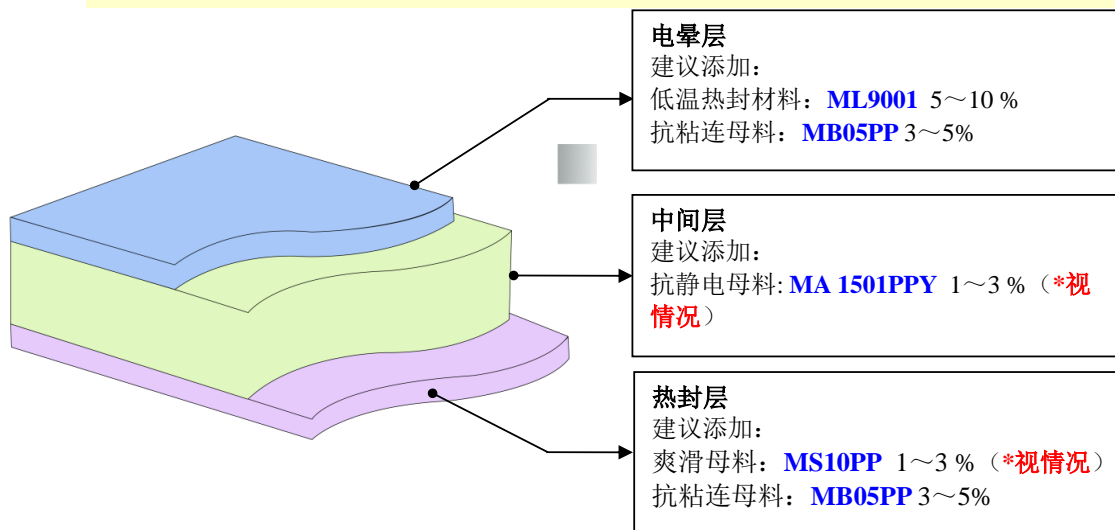 电晕层
建议添加：
低温热封材料：ML9001 5～10 %
抗粘连母料：MB05PP 3～5%
中间层
建议添加：
抗静电母料: MA 1501PPY 1～3 %（*视
情况）
热封层
建议添加：
爽滑母料：MS10PP 1～3 %（*视情况）
抗粘连母料：MB05PP 3～5%